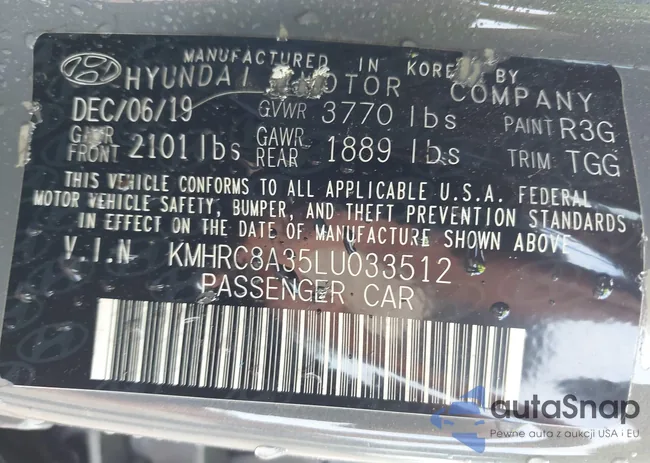 MANUFACTURED IN KOREA BY
HYUNDAI MOTOR COMPANY
DEC/06/19 GVWR 3770 lbs PAINT R3G
GAWR FRONT 2101 lbs GAWR REAR 1889 lbs TRIM TGG
THIS VEHICLE CONFORMS TO ALL APPLICABLE U.S.A. FEDERAL
MOTOR VEHICLE SAFETY, BUMPER, AND THEFT PREVENTION STANDARDS
IN EFFECT ON THE DATE OF MANUFACTURE SHOWN ABOVE
V.I.N KMHRC8A35LU033512
PASSENGER CAR
autaSnap
Pewne auta z aukcji USA i EU